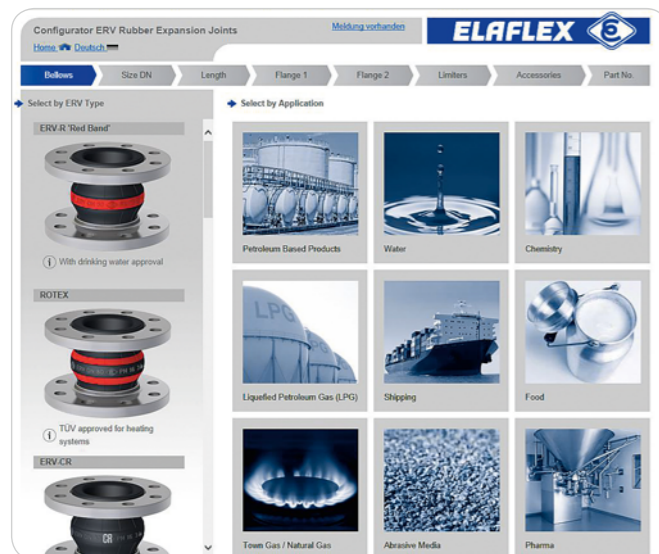 Configurator ERV Rubber Expansion Joints
Meldung vorhanden
ELAFLEX
Home Deutsch
Bellows Size DN Length Flange 1 Flange 2 Limiters Accessories Part No.
Select by ERV Type
Select by Application
ERV-R 'Red Band'
With drinking water approval
ROTEX
TÜV approved for heating
systems
ERV-CR
CR
Petroleum Based Products
Water
Chemistry
LPG
Liquefied Petroleum Gas (LPG)
Shipping
Food
Town Gas / Natural Gas
Abrasive Media
Pharma